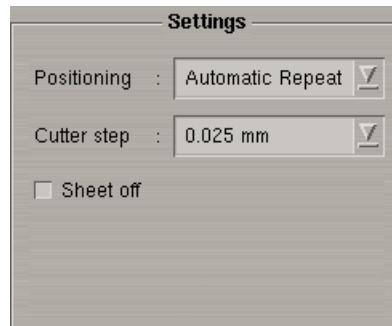 Settings
Positioning : Automatic Repeat
Cutter step : 0.025 mm
Sheet off